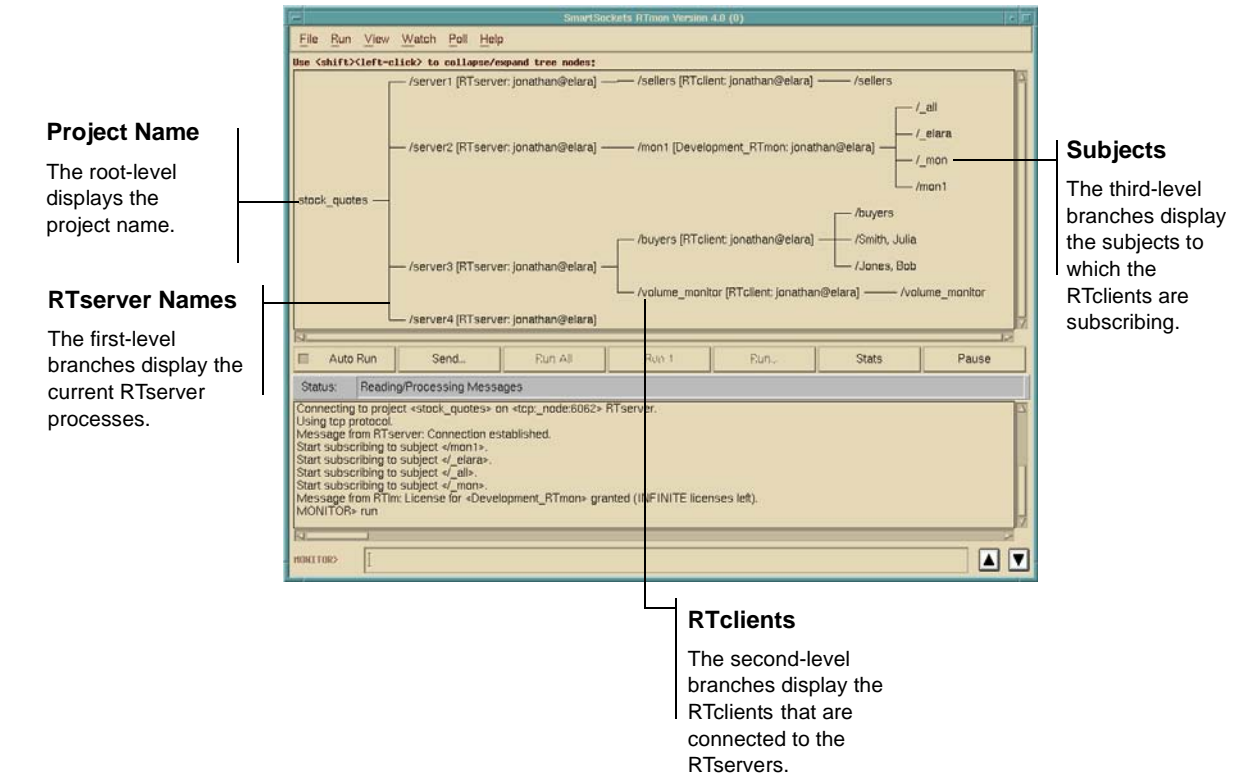 SmartSockets RTmon Version 4.0 (0)
File Run View Watch Poll Help
Use <shift><left-click> to collapse/expand tree nodes:
/server1 [RTserver: jonathan@elara]
/sellers [RTclient: jonathan@elara]
/sellers
/_all
/_elara
/server2 [RTserver: jonathan@elara]
/mon1 [Development_RTmon: jonathan@elara]
/_mon
/mon1
stock_quotes
/buyers
/buyers [RTclient: jonathan@elara]
/Smith, Julia
/Jones, Bob
/server3 [RTserver: jonathan@elara]
/volume_monitor [RTclient: jonathan@elara]
/volume_monitor
/server4 [RTserver: jonathan@elara]
Auto Run
Send...
Run All
Run 1
Run...
Stats
Pause
Status:
Reading/Processing Messages
Connecting to project <stock_quotes> on <tcp:_node:6062> RTserver.
Using tcp protocol.
Message from RTserver: Connection established.
Start subscribing to subject </mon1>.
Start subscribing to subject </_elara>.
Start subscribing to subject </_all>.
Start subscribing to subject </_mon>.
Message from RTlm: License for <Development_RTmon> granted (INFINITE licenses left).
MONITOR> run
MONITOR>
Project Name
The root-level
displays the
project name.
RTserver Names
The first-level
branches display the
current RTserver
processes.
Subjects
The third-level
branches display
the subjects to
which the
RTclients are
subscribing.
RTclients
The second-level
branches display the
RTclients that are
connected to the
RTservers.